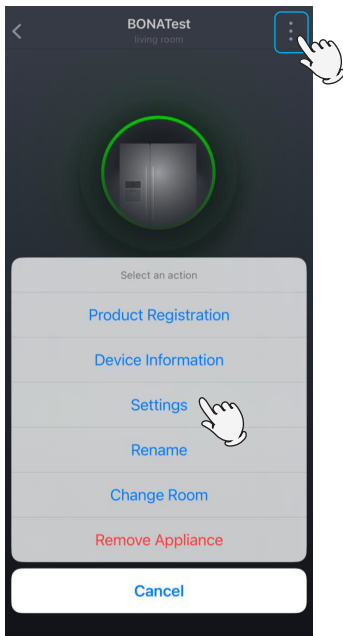 BONATest
living room
Select an action
Product Registration
Device Information
Settings
Rename
Change Room
Remove Appliance
Cancel